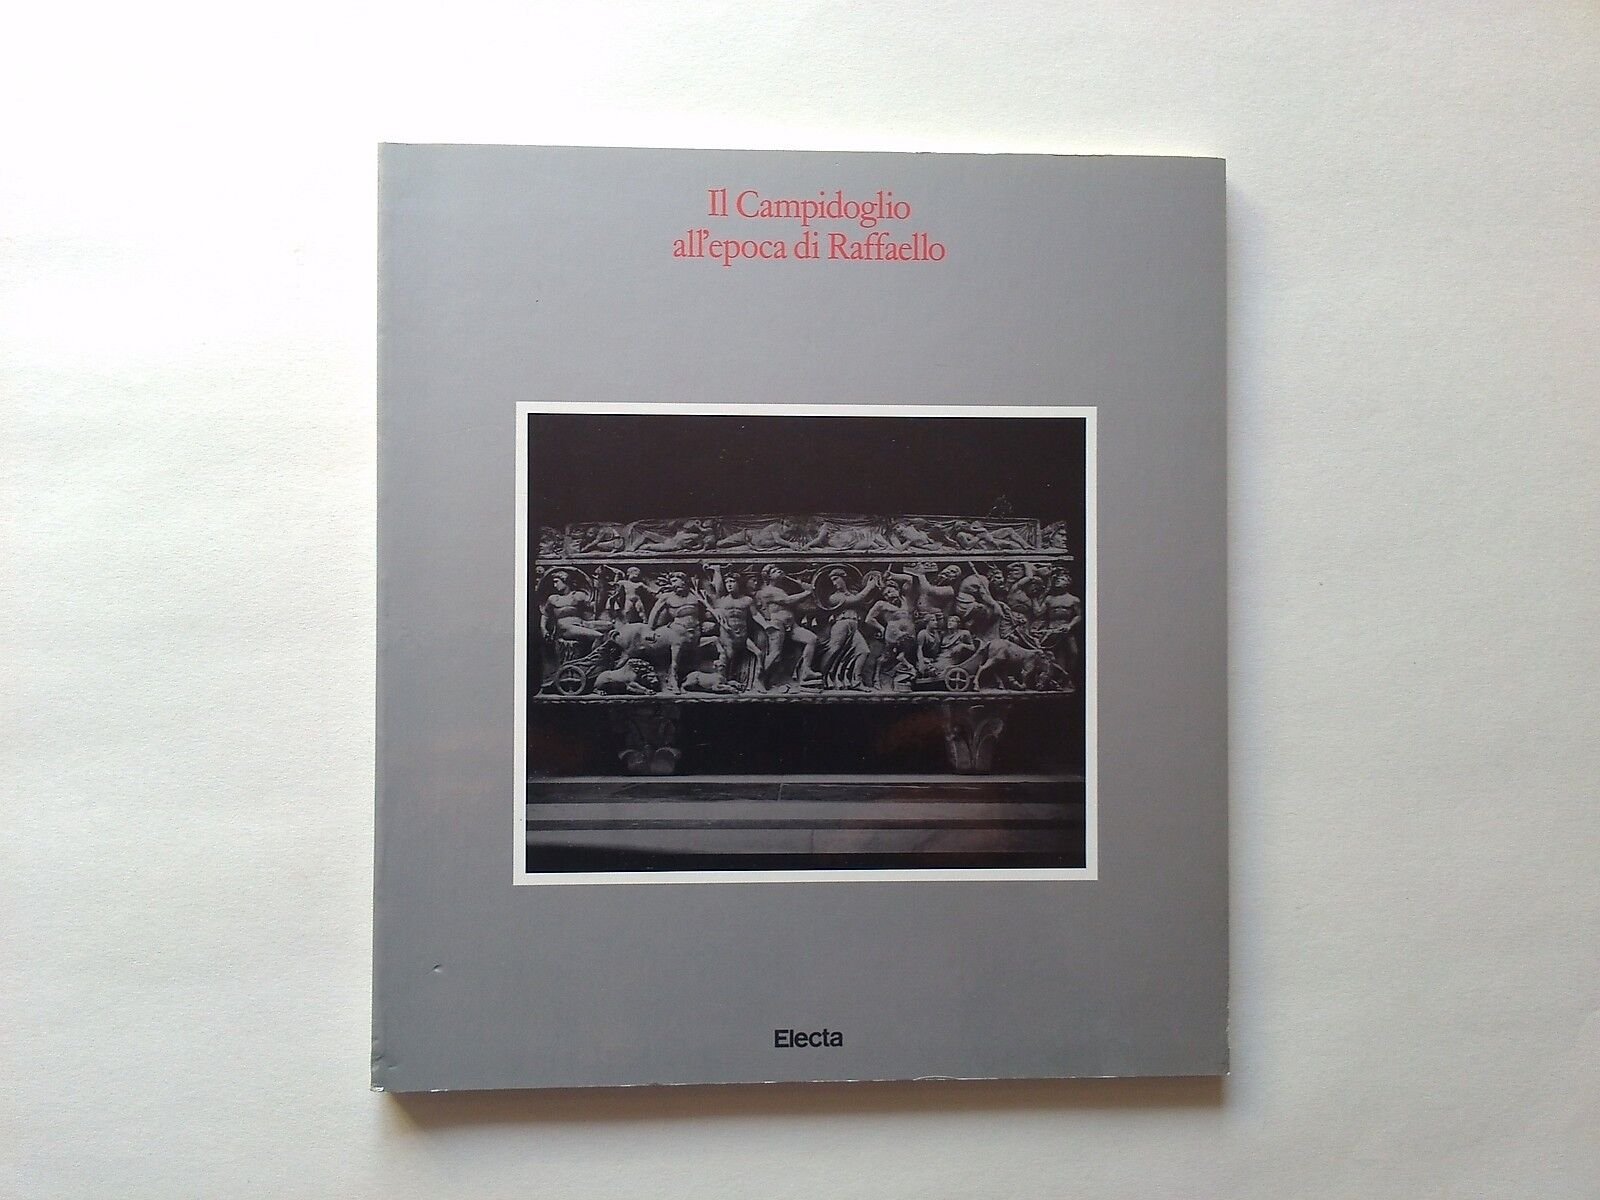 Il Campidoglio
all'epoca di Raffaello
Electa